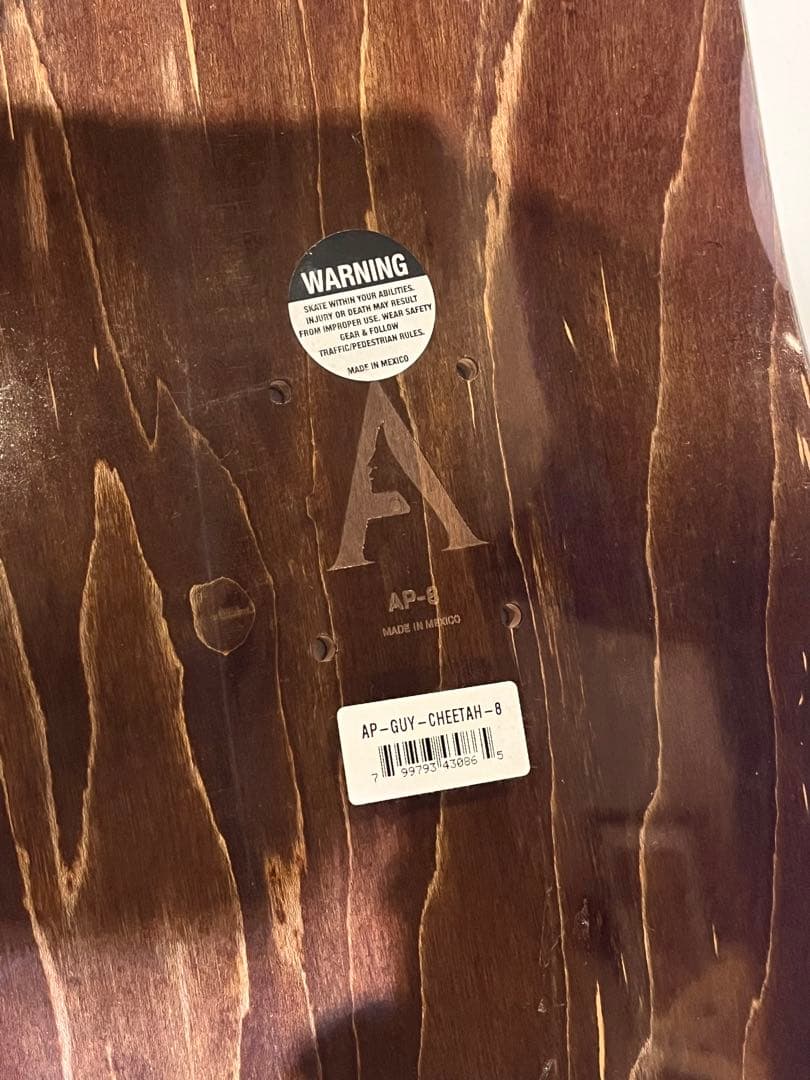 WARNING
SKATE WITHIN YOUR ABILITIES.
INJURY OR DEATH MAY RESULT
FROM IMPROPER USE. WEAR SAFETY
GEAR & FOLLOW
TRAFFIC/PEDESTRIAN RULES.
MADE IN MEXICO
A
AP-8
MADE IN MEXICO
AP-GUY-CHEETAH-8
7 99793 43086 5